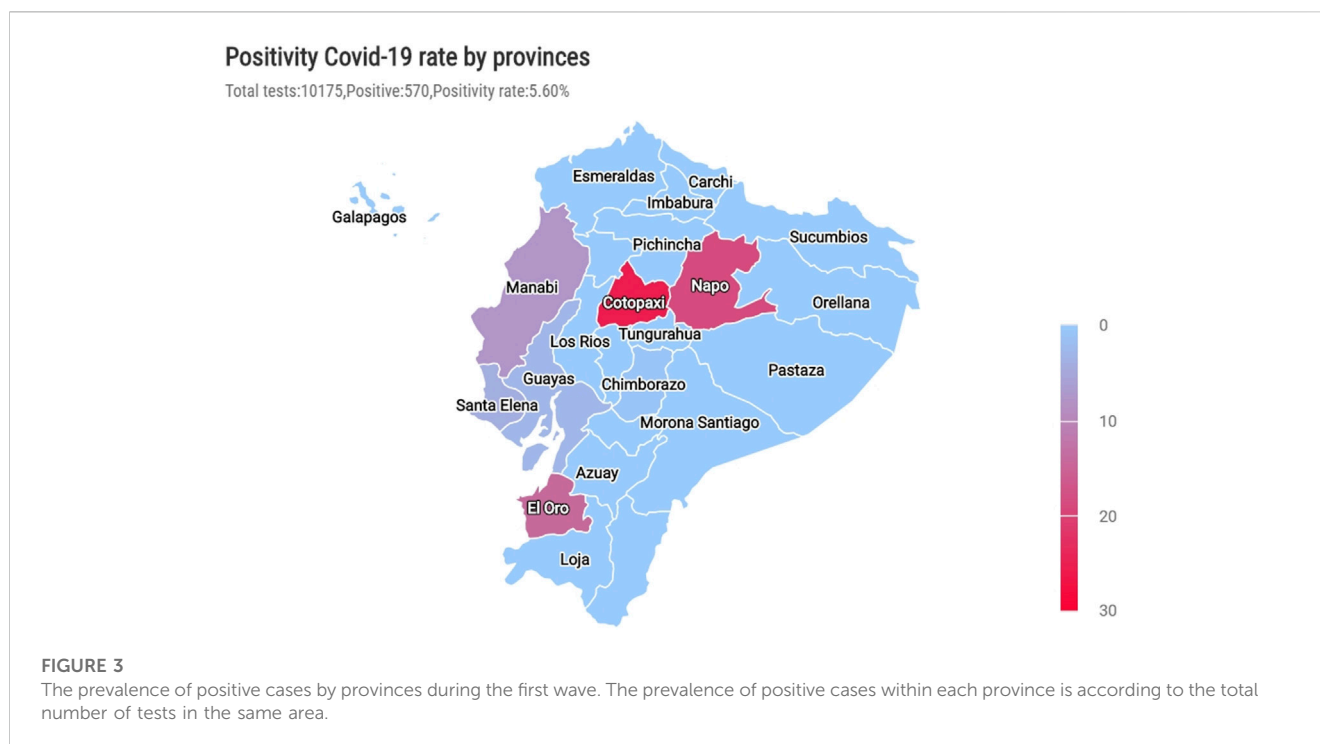 Positivity Covid-19 rate by provinces
Total tests:10175,Positive:570,Positivity rate:5.60%
Esmeraldas
Carchi
Imbabura
Galapagos
Pichincha
Sucumbios
Manabi
Napo
Cotopaxi
Orellana
Tungurahua
Los Rios
Pastaza
Guayas
Chimborazo
Santa Elena
Morona Santiago
Azuay
El Oro
Loja
0
10
20
30
FIGURE 3
The prevalence of positive cases by provinces during the first wave. The prevalence of positive cases within each province is according to the total
number of tests in the same area.